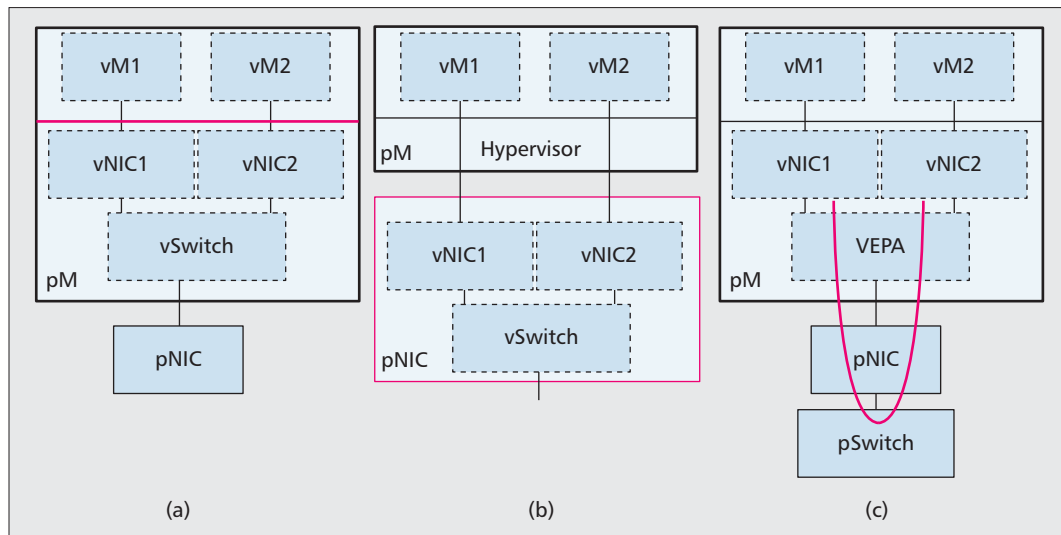 vM1 vM2
vNIC1 vNIC2
vSwitch
pM
pNIC
(a)
vM1 vM2
Hypervisor
pM
vNIC1 vNIC2
vSwitch
pNIC
(b)
vM1 vM2
vNIC1 vNIC2
VEPA
pM
pNIC
pSwitch
(c)